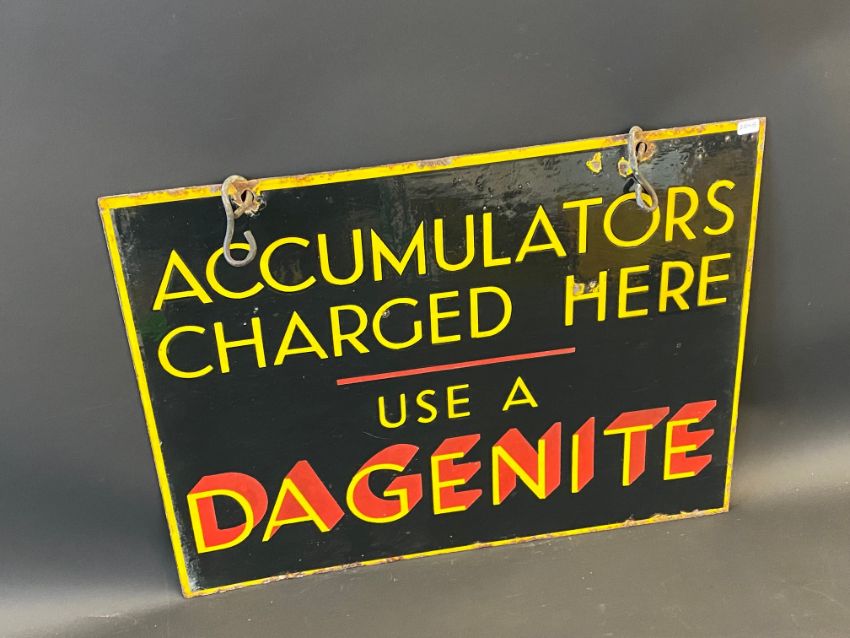 ACCUMULATORS
CHARGED HERE
USE A
DAGENITE